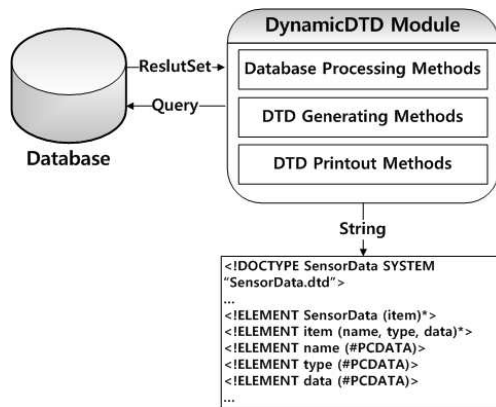 DynamicDTD Module
ReslutSet
Query
Database
Database Processing Methods
DTD Generating Methods
DTD Printout Methods
String
<!DOCTYPE SensorData SYSTEM
"SensorData.dtd">
...
<!ELEMENT SensorData (item)*>
<!ELEMENT item (name, type, data)*>
<!ELEMENT name (#PCDATA)>
<!ELEMENT type (#PCDATA)>
<!ELEMENT data (#PCDATA)>
...